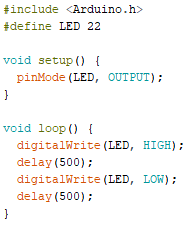 #include <Arduino.h>
#define LED 22

void setup() {
  pinMode(LED, OUTPUT);
}

void loop() {
  digitalWrite(LED, HIGH);
  delay(500);
  digitalWrite(LED, LOW);
  delay(500);
}